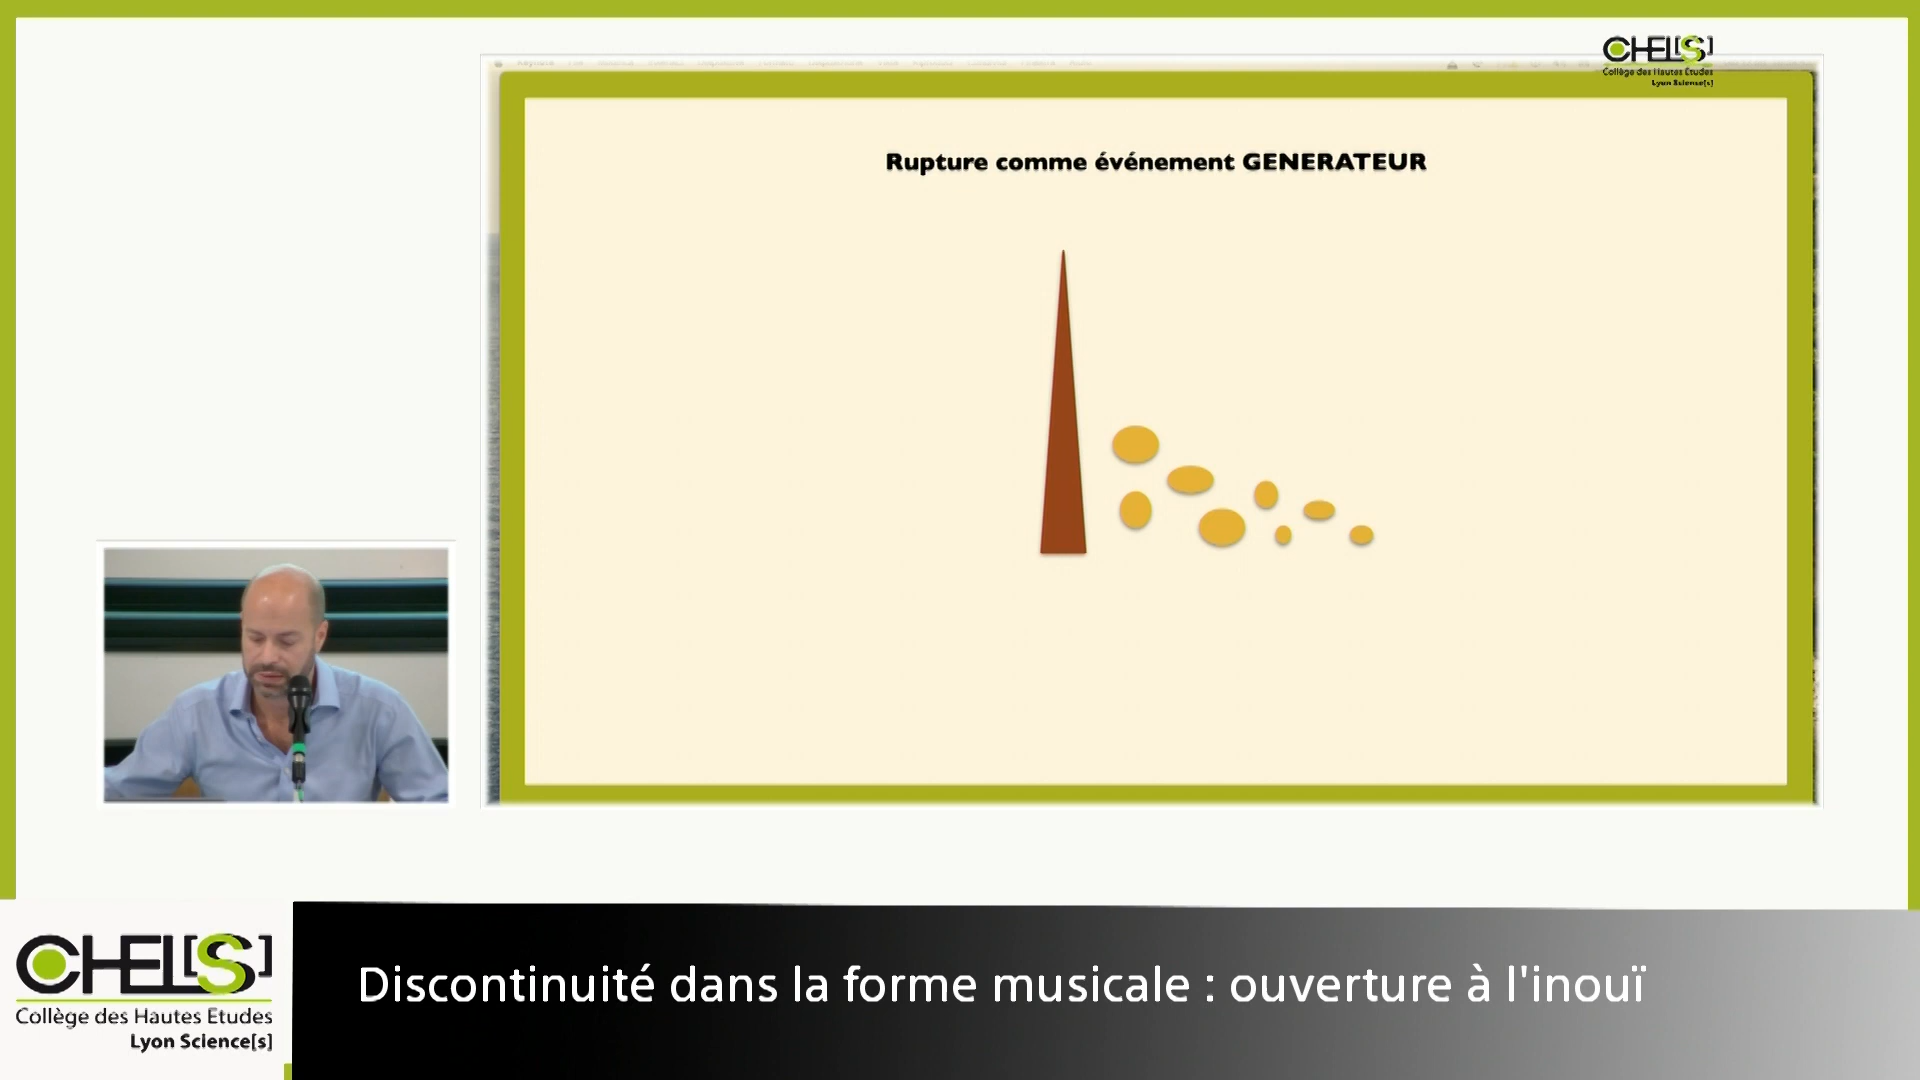 CHEL[S]
Collège des Hautes Etudes
Lyon Science[s]
Rupture comme événement GENERATEUR
CHEL[S]
Collège des Hautes Etudes
Lyon Science[s]
Discontinuité dans la forme musicale : ouverture à l'inouï